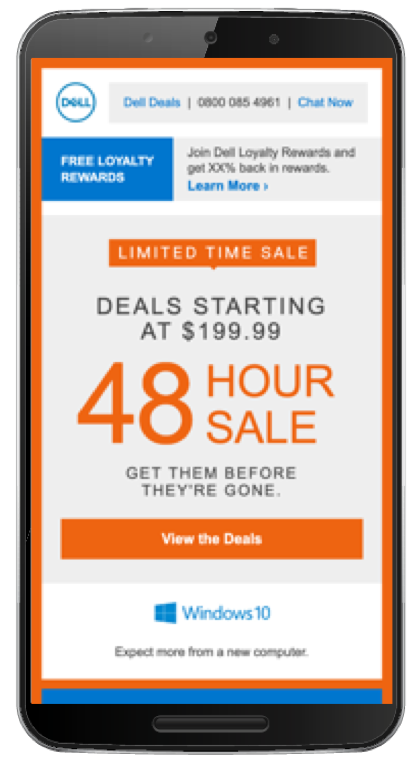 DELL
Dell Deals | 0800 085 4961 | Chat Now
FREE LOYALTY
REWARDS
Join Dell Loyalty Rewards and
get XX% back in rewards.
Learn More ›
LIMITED TIME SALE
DEALS STARTING
AT $199.99
48 HOUR
SALE
GET THEM BEFORE
THEY'RE GONE.
View the Deals
Windows 10
Expect more from a new computer.